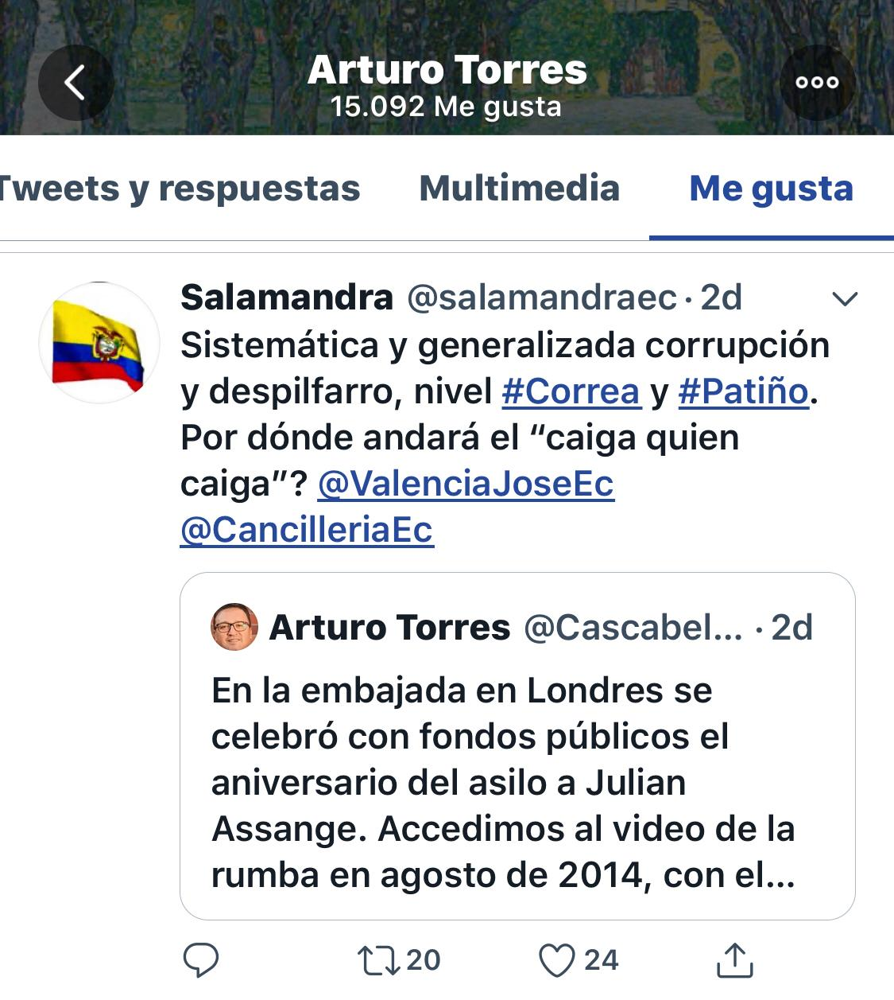 Arturo Torres
15.092 Me gusta
Tweets y respuestas Multimedia Me gusta
Salamandra @salamandraec · 2d
Sistemática y generalizada corrupción
y despilfarro, nivel #Correa y #Patiño.
Por dónde andará el “caiga quien
caiga”? @ValenciaJoseEc
@CancilleriaEc
Arturo Torres @Cascabel... · 2d
En la embajada en Londres se
celebró con fondos públicos el
aniversario del asilo a Julian
Assange. Accedimos al video de la
rumba en agosto de 2014, con el...
20 24